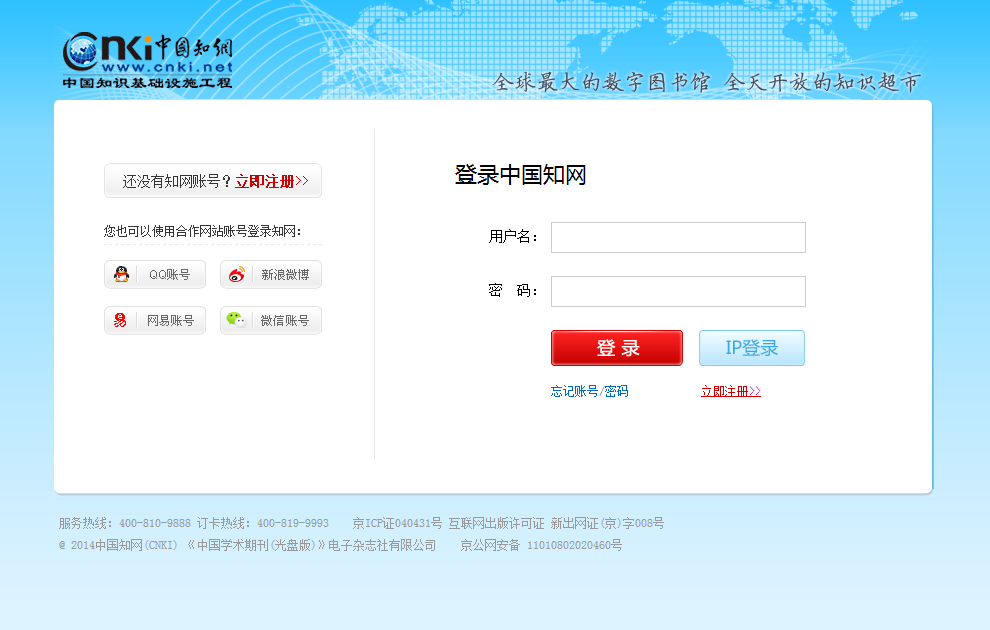 cnki中国知网
www.cnki.net
中国知识基础设施工程
全球最大的数字图书馆 全天开放的知识超市
还没有知网账号？立即注册>>
您也可以使用合作网站账号登录知网：
QQ账号
新浪微博
网易账号
微信账号
登录中国知网
用户名：
密 码：
登 录
IP登录
忘记账号/密码
立即注册>>
服务热线：400-810-9888 订卡热线：400-819-9993 京ICP证040431号 互联网出版许可证 新出网证(京)字008号
@ 2014中国知网(CNKI) 《中国学术期刊(光盘版)》电子杂志社有限公司 京公网安备 11010802020460号